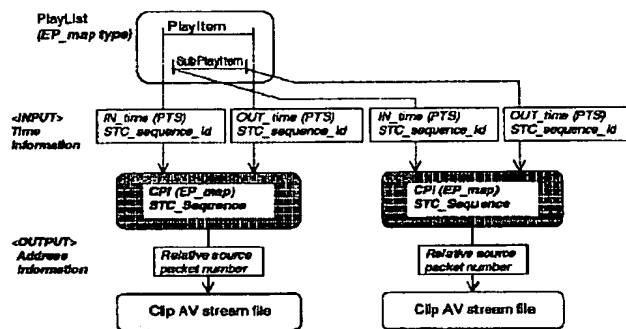 PlayList
(EP_map type)
PlayItem
SubPlayItem
<INPUT>
Time
Information
IN_time (PTS)
STC_sequence_id
OUT_time (PTS)
STC_sequence_id
IN_time (PTS)
STC_sequence_id
OUT_time (PTS)
STC_sequence_id
CPI (EP_map)
STC_Sequence
CPI (EP_map)
STC_Sequence
<OUTPUT>
Address
Information
Relative source
packet number
Relative source
packet number
Clip AV stream file
Clip AV stream file